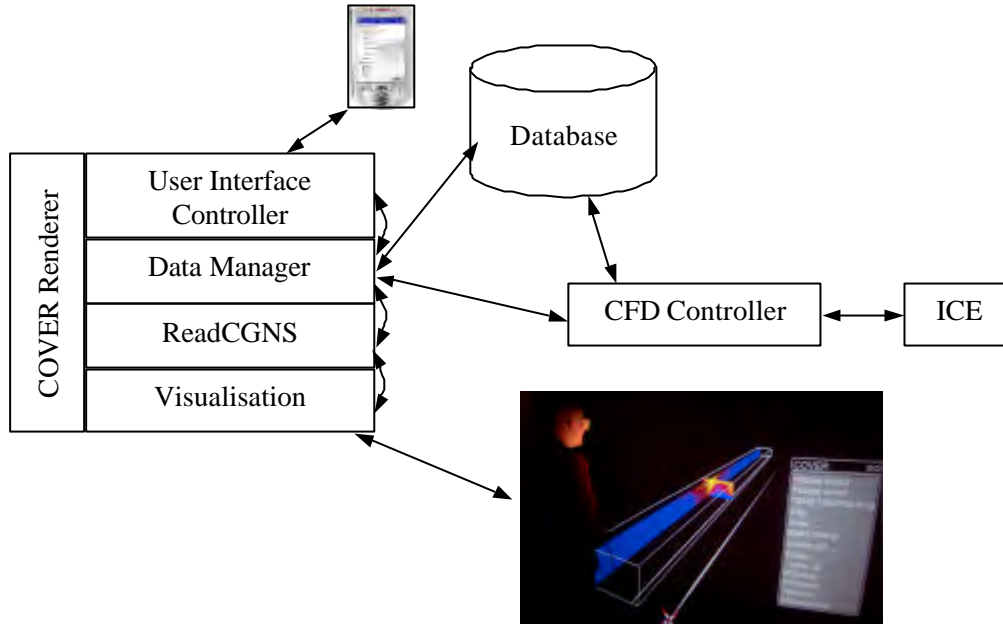 Database
COVER Renderer
User Interface
Controller
Data Manager
ReadCGNS
Visualisation
CFD Controller
ICE
COVER